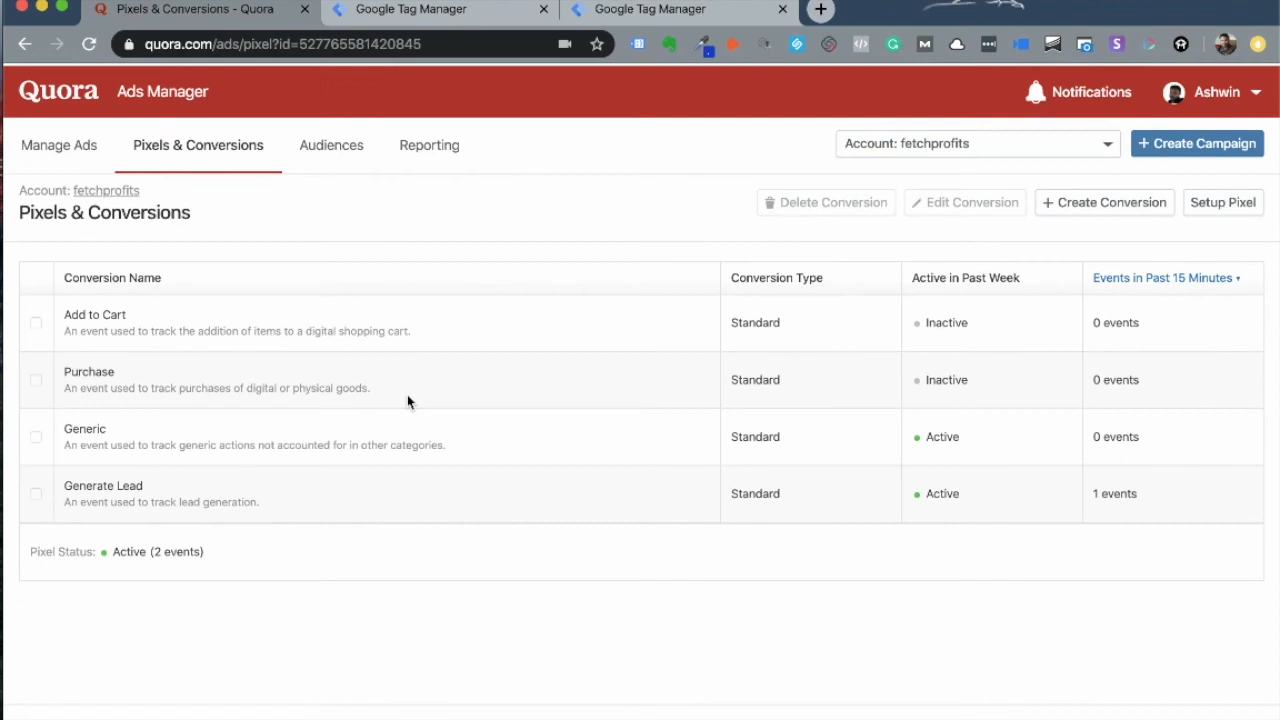 Pixels & Conversions - Quora
Google Tag Manager
Google Tag Manager
quora.com/ads/pixel?id=527765581420845
Quora Ads Manager
Notifications
Ashwin
Manage Ads
Pixels & Conversions
Audiences
Reporting
Account: fetchprofits
+ Create Campaign
Account: fetchprofits
Pixels & Conversions
Delete Conversion
Edit Conversion
+ Create Conversion
Setup Pixel
Conversion Name Conversion Type Active in Past Week Events in Past 15 Minutes
Add to Cart
An event used to track the addition of items to a digital shopping cart.
Standard Inactive 0 events
Purchase
An event used to track purchases of digital or physical goods.
Standard Inactive 0 events
Generic
An event used to track generic actions not accounted for in other categories.
Standard Active 0 events
Generate Lead
An event used to track lead generation.
Standard Active 1 events
Pixel Status: Active (2 events)